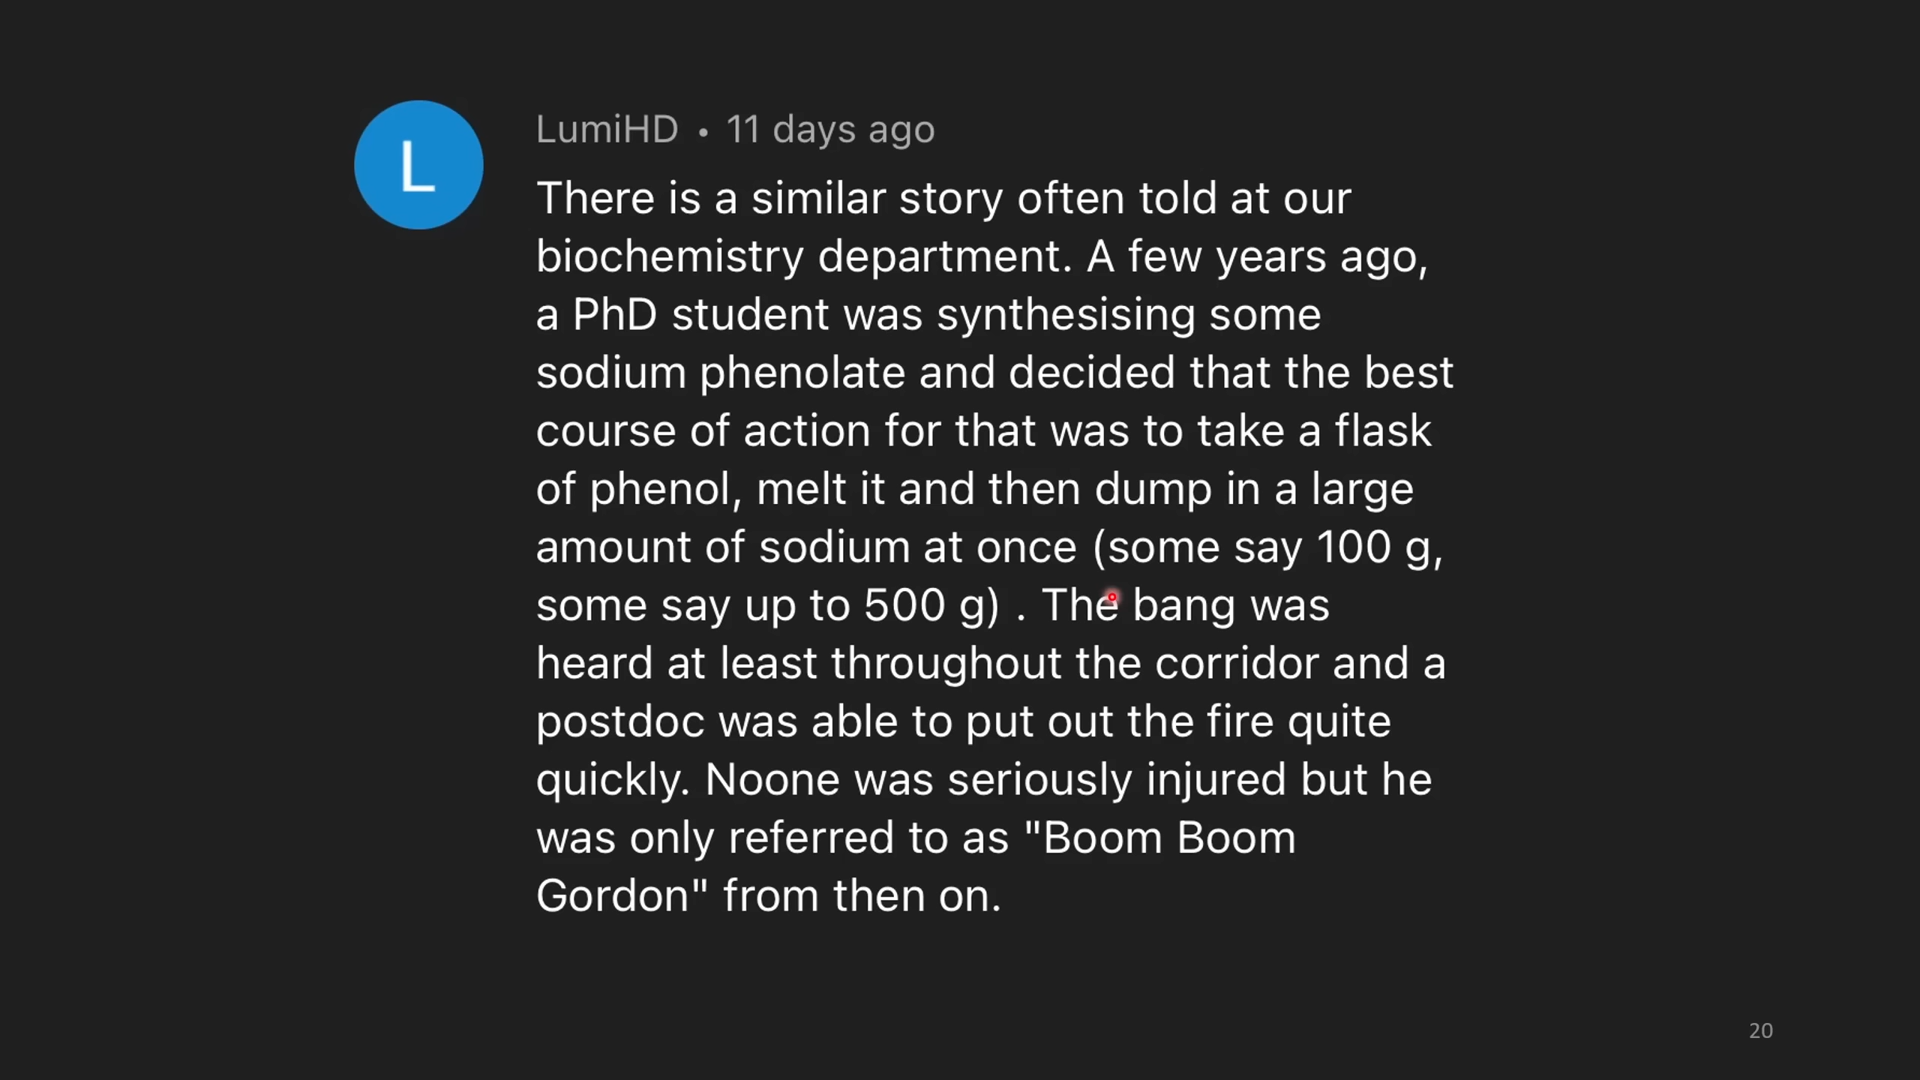 L
LumiHD • 11 days ago
There is a similar story often told at our
biochemistry department. A few years ago,
a PhD student was synthesising some
sodium phenolate and decided that the best
course of action for that was to take a flask
of phenol, melt it and then dump in a large
amount of sodium at once (some say 100 g,
some say up to 500 g) . The bang was
heard at least throughout the corridor and a
postdoc was able to put out the fire quite
quickly. Noone was seriously injured but he
was only referred to as "Boom Boom
Gordon" from then on.
20